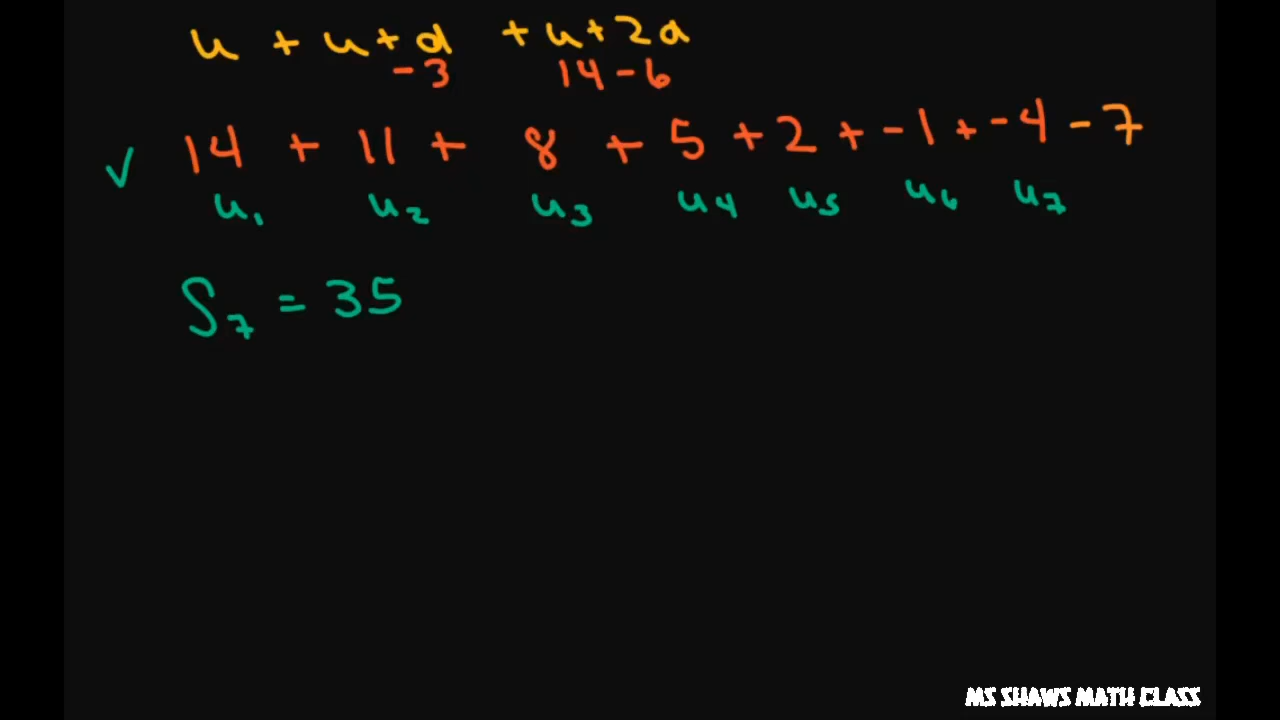 u + u + d + u + 2d
-3 14 - 6
✓ 14 + 11 + 8 + 5 + 2 + -1 + -4 - 7
u₁ u₂ u₃ u₄ u₅ u₆ u₇
S₇ = 35
MS SHAWS MATH CLASS